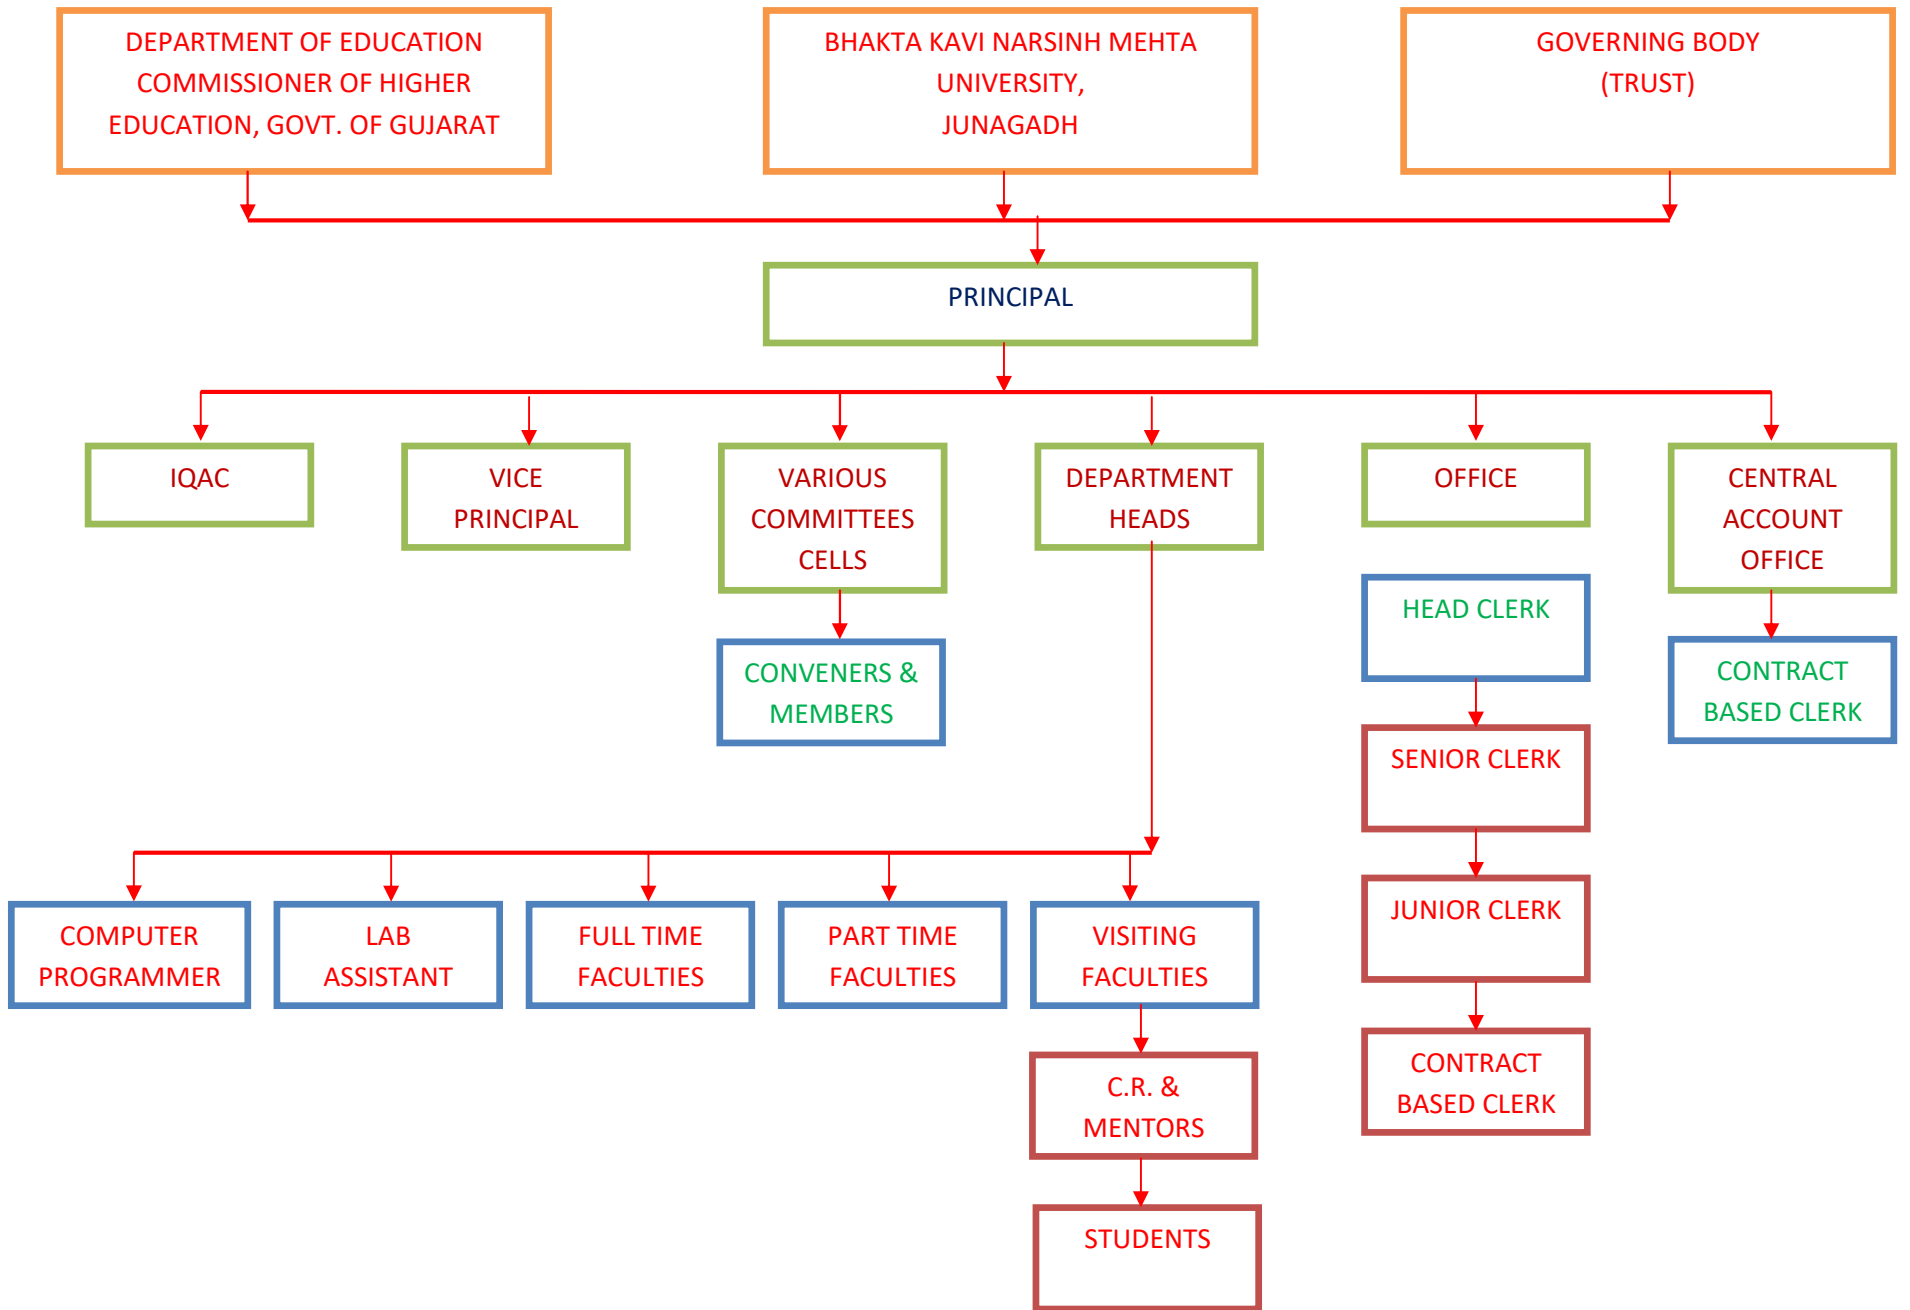 DEPARTMENT OF EDUCATION
COMMISSIONER OF HIGHER
EDUCATION, GOVT. OF GUJARAT
BHAKTA KAVI NARSINH MEHTA
UNIVERSITY,
JUNAGADH
GOVERNING BODY
(TRUST)
PRINCIPAL
IQAC
VICE
PRINCIPAL
VARIOUS
COMMITTEES
CELLS
DEPARTMENT
HEADS
OFFICE
CENTRAL
ACCOUNT
OFFICE
HEAD CLERK
CONVENERS &
MEMBERS
CONTRACT
BASED CLERK
SENIOR CLERK
JUNIOR CLERK
COMPUTER
PROGRAMMER
LAB
ASSISTANT
FULL TIME
FACULTIES
PART TIME
FACULTIES
VISITING
FACULTIES
CONTRACT
BASED CLERK
C.R. &
MENTORS
STUDENTS